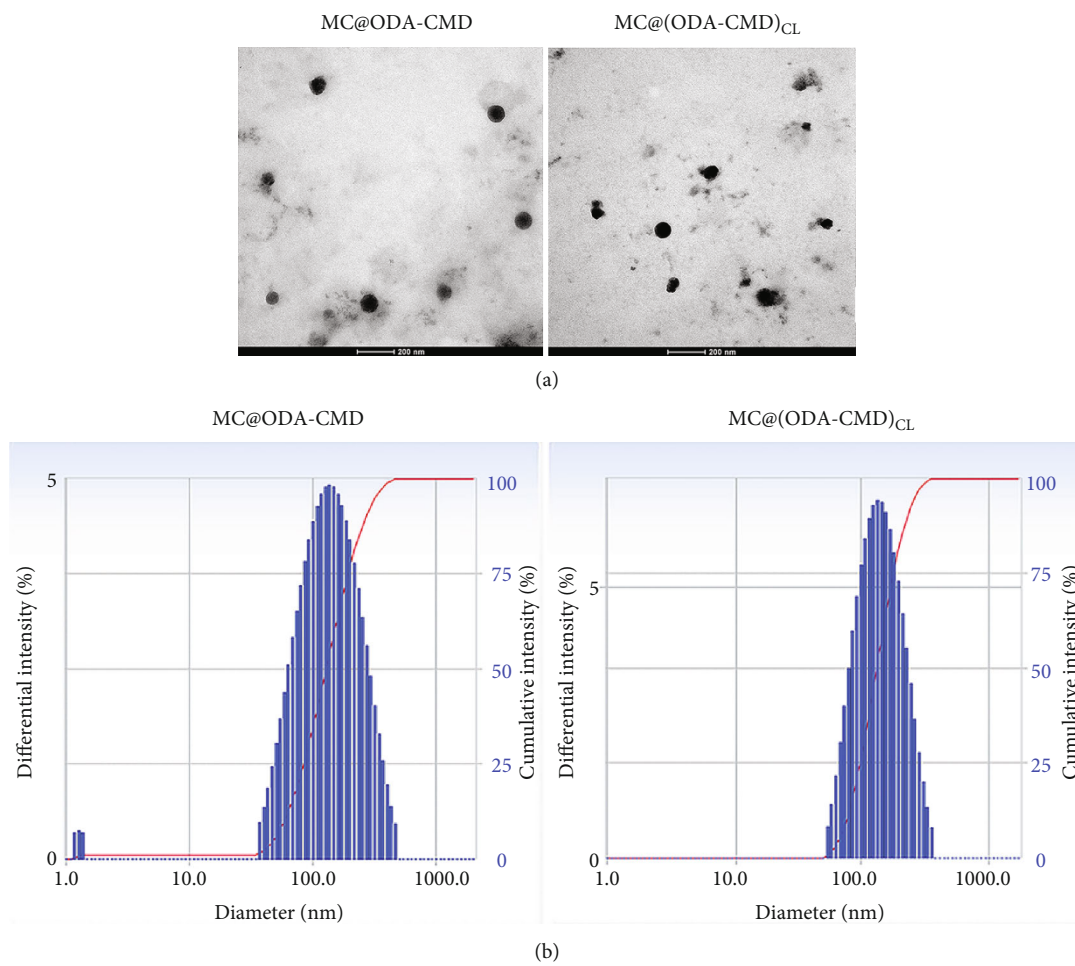 MC@ODA-CMD
MC@(ODA-CMD)CL
200 nm
200 nm
(a)
MC@ODA-CMD
MC@(ODA-CMD)CL
Differential intensity (%)
5
0
100
75
50
25
0
Cumulative intensity (%)
1.0 10.0 100.0 1000.0
Diameter (nm)
Differential intensity (%)
5
0
100
75
50
25
0
Cumulative intensity (%)
1.0 10.0 100.0 1000.0
Diameter (nm)
(b)